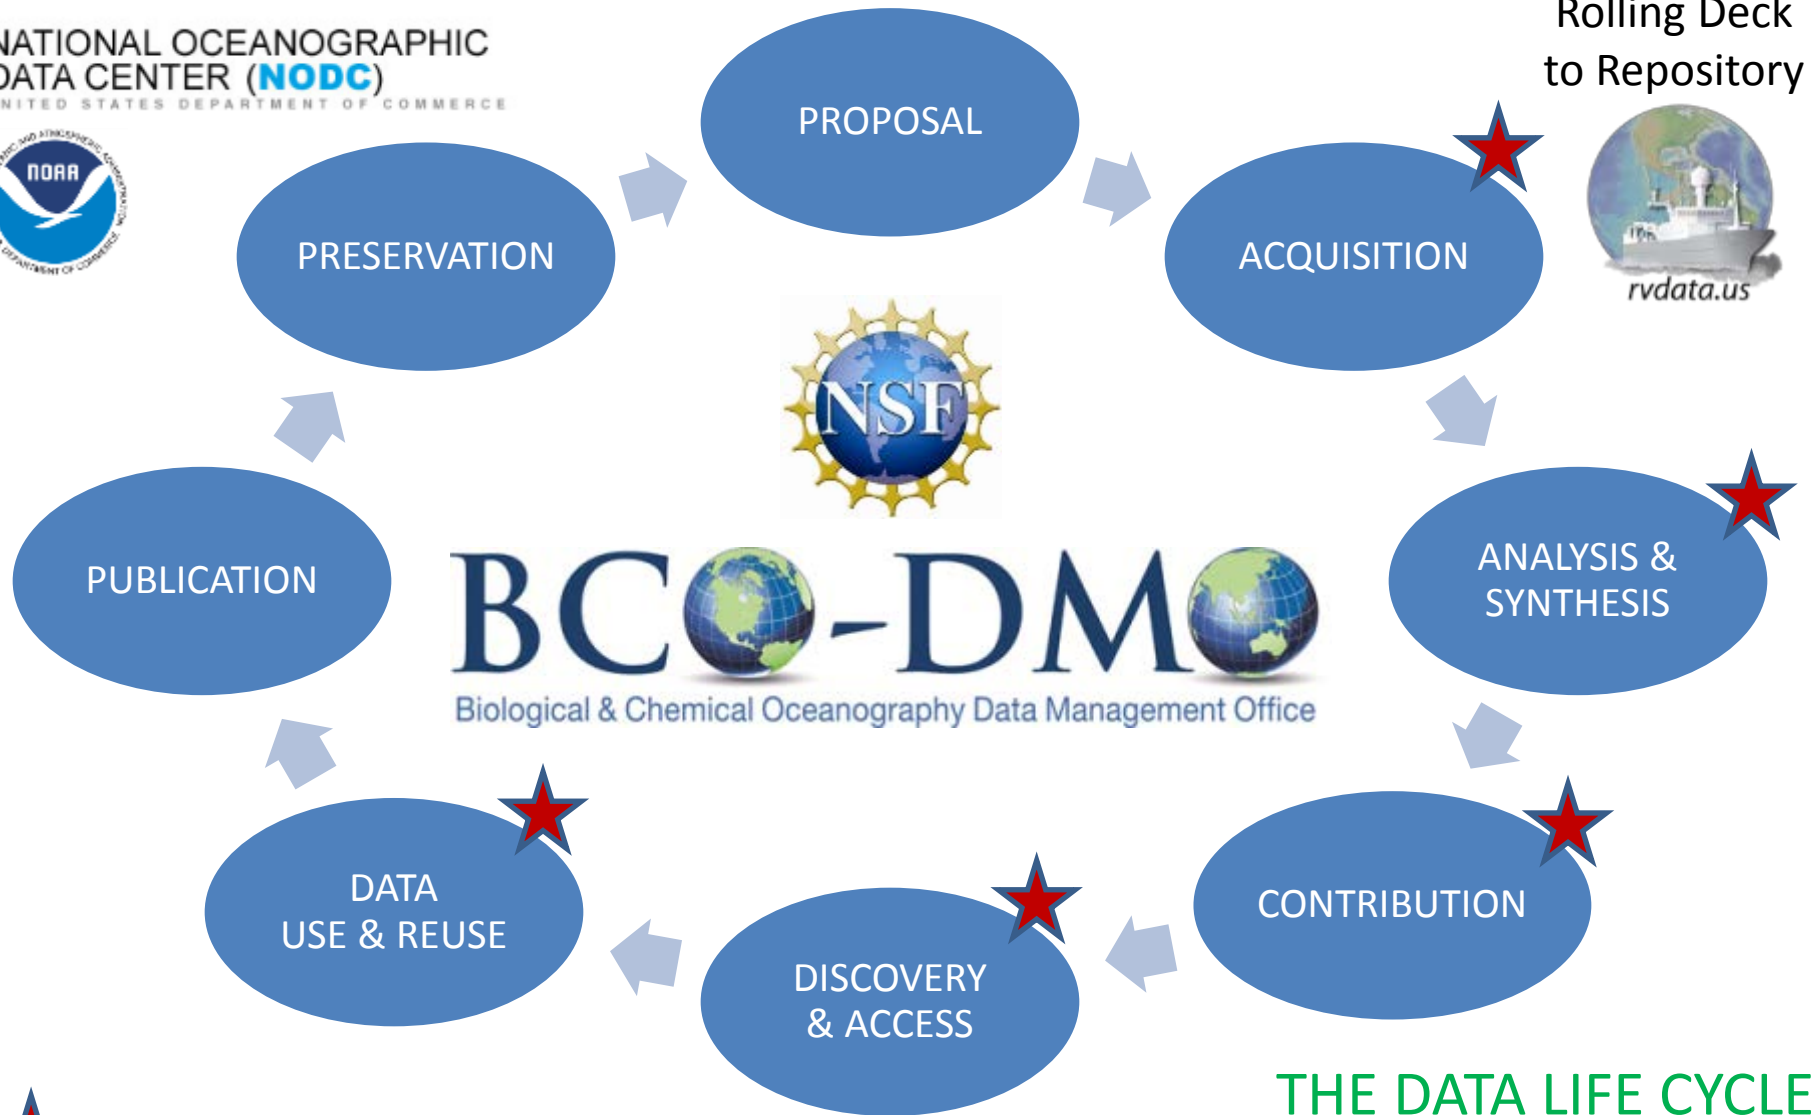 NATIONAL OCEANOGRAPHIC
DATA CENTER (NODC)
UNITED STATES DEPARTMENT OF COMMERCE
NOAA
Rolling Deck
to Repository
rvdata.us
PROPOSAL
ACQUISITION
ANALYSIS &
SYNTHESIS
CONTRIBUTION
DISCOVERY
& ACCESS
DATA
USE & REUSE
PUBLICATION
PRESERVATION
NSF
BCO-DMO
Biological & Chemical Oceanography Data Management Office
THE DATA LIFE CYCLE